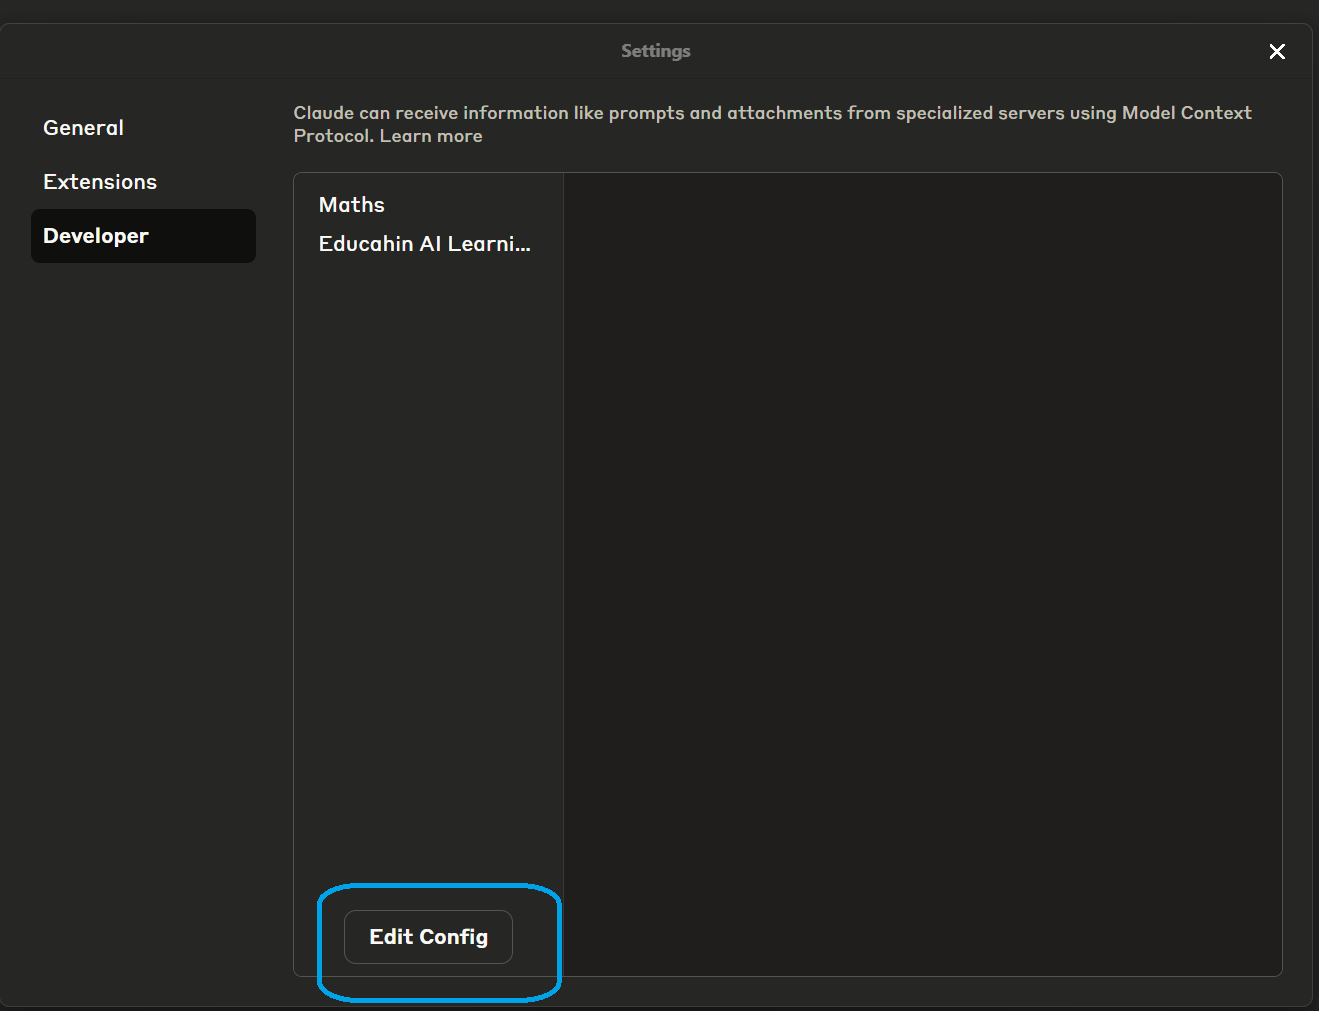 Settings
General
Extensions
Developer
Claude can receive information like prompts and attachments from specialized servers using Model Context
Protocol. Learn more
Maths
Educahin AI Learni...
Edit Config